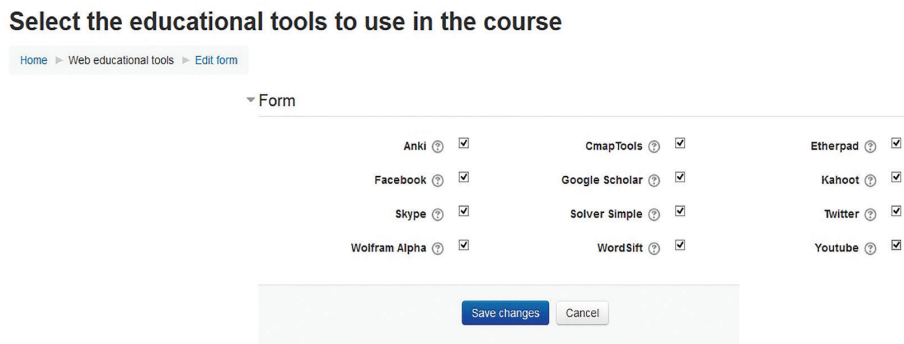 Select the educational tools to use in the course
Home Web educational tools Edit form
Form
Anki ? CmapTools ? Etherpad ?
Facebook ? Google Scholar ? Kahoot ?
Skype ? Solver Simple ? Twitter ?
Wolfram Alpha ? WordSift ? Youtube ?
Save changes Cancel